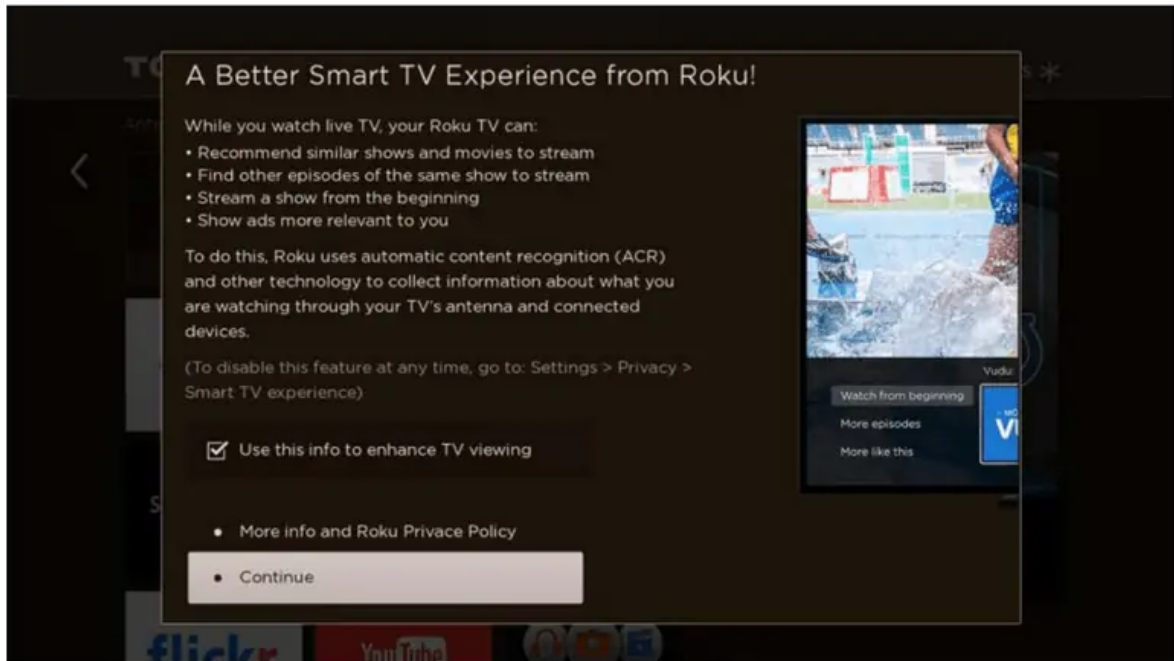 A Better Smart TV Experience from Roku!
While you watch live TV, your Roku TV can:
• Recommend similar shows and movies to stream
• Find other episodes of the same show to stream
• Stream a show from the beginning
• Show ads more relevant to you
To do this, Roku uses automatic content recognition (ACR)
and other technology to collect information about what you
are watching through your TV's antenna and connected
devices.
(To disable this feature at any time, go to: Settings > Privacy >
Smart TV experience)
Use this info to enhance TV viewing
• More info and Roku Privace Policy
• Continue
Vudu:
Watch from beginning
More episodes
More like this
flickr
YouTube